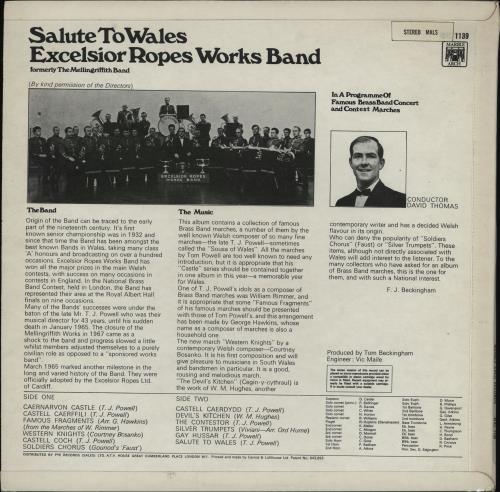 Salute To Wales
Excelsior Ropes Works Band
formerly The Mellingriffith Band
STEREO MALS
1139
MARBLE
ARCH
(By kind permission of the Directors)
In A Programme Of
Famous Brass Band Concert
and Contest Marches
EXCELSIOR ROPES
WORKS BAND
CONDUCTOR
DAVID THOMAS
The Band
Origin of the Band can be traced to the early
part of the nineteenth century. It's first
known senior championship was in 1932 and
since that time the Band has been amongst the
best known Bands in Wales, taking many class
'A' honours and broadcasting on over a hundred
occasions. Excelsior Ropes Works Band has
won all the major prizes in the main Welsh
contests, with success on many occasions in
contests in England. In the National Brass
Band Contest, held in London, the Band has
represented their area at the Royal Albert Hall
finals on nine occasions.
Many of the Bands' successes were under the
baton of the late Mr. T. J. Powell who was their
musical director for 43 years, until his sudden
death in January 1965. The closure of the
Mellingriffith Works in 1967 came as a
shock to the band and progress slowed a little
whilst members adjusted themselves to a purely
civilian role as opposed to a "sponsored works
band".
March 1965 marked another milestone in the
long and varied history of the Band. They were
officially adopted by the Excelsior Ropes Ltd.
of Cardiff.
The Music
This album contains a collection of famous
Brass Band marches, a number of them by the
well known Welsh composer of so many fine
marches—the late T. J. Powell—sometimes
called the "Sousa of Wales". All the marches
by Tom Powell are too well known to need any
introduction, but it is appropriate that his
"Castle" series should be contained together
in one album in this year—a memorable year
for Wales.
One of T. J. Powell's idols as a composer of
Brass Band marches was William Rimmer, and
it is appropriate that some "Famous Fragments"
of his famous marches should be presented
with those of Tom Powell's, and the arrangement
has been made by George Hawkins, whose
name as a composer of marches is also a
household one.
The new march "Western Knights" by a
contemporary Welsh composer—Courtney
Bosanko. It is his first composition and will
give pleasure to musicians in South Wales
and bandsmen in particular. It is a good,
rousing and melodious march.
"The Devil's Kitchen" (Cegin-y-cythraul) is
the work of W. M. Hughes, another
contemporary writer and has a decided Welsh
flavour in its origin.
Who can deny the popularity of "Soldiers
Chorus" (Faust) or "Silver Trumpets". These
items, although not directly associated with
Wales will add interest to the listener. To the
many collectors who have asked for an album
of Brass Band marches, this is the one for
them, and with such a National interest.
F. J. Beckingham
Produced by Tom Beckingham
Engineer: Vic Maile
SIDE ONE
CAERNARVON CASTLE (T. J. Powell)
CASTELL CAERFFILI (T. J. Powell)
FAMOUS FRAGMENTS (Arr. G. Hawkins)
(from the Marches of W. Rimmer)
WESTERN KNIGHTS (Courtney Bosanko)
CASTELL COCH (T. J. Powell)
SOLDIERS CHORUS (Gounod's Faust)
SIDE TWO
CASTELL CAERDYDD (T. J. Powell)
DEVIL'S KITCHEN (W. M. Hughes)
THE CONTESTOR (T. J. Powell)
SILVER TRUMPETS (Viviani—Arr. Ord Hume)
GAY HUSSAR (T. J. Powell)
SALUTE TO WALES (T. J. Powell)